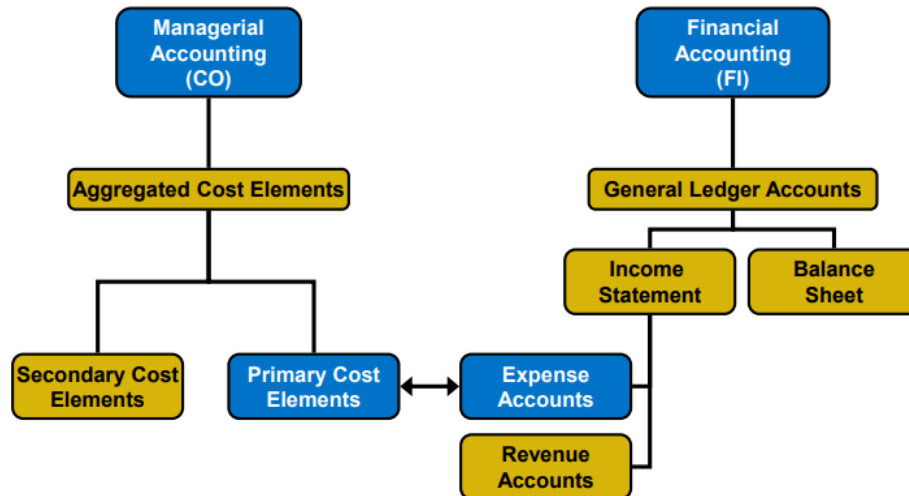 Managerial
Accounting
(CO)
Financial
Accounting
(FI)
Aggregated Cost Elements
General Ledger Accounts
Income
Statement
Balance
Sheet
Secondary Cost
Elements
Primary Cost
Elements
Expense
Accounts
Revenue
Accounts